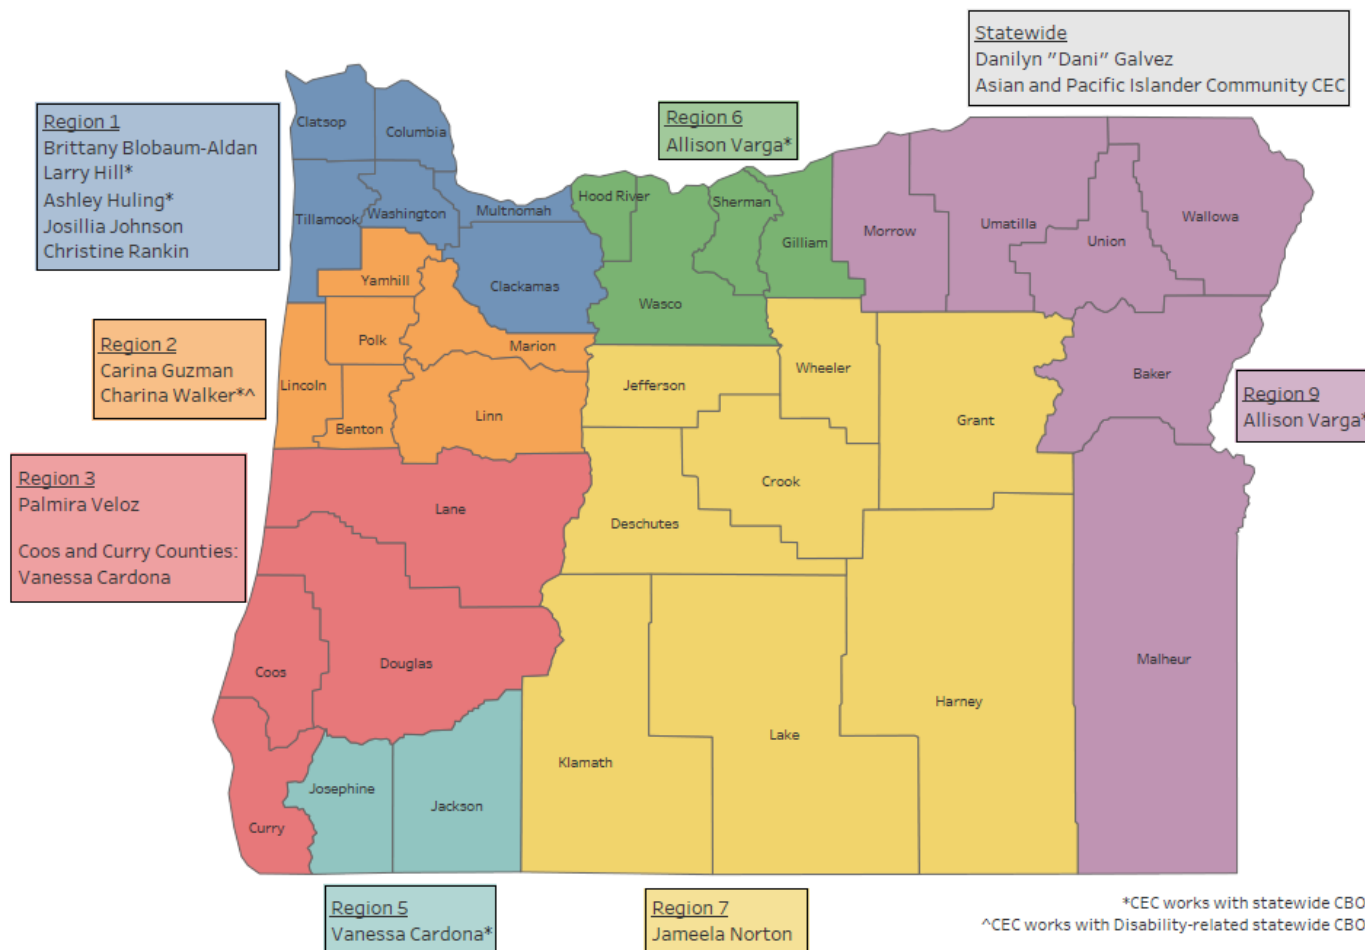 Statewide
Danilyn "Dani" Galvez
Asian and Pacific Islander Community CEC
Region 1
Brittany Blobaum-Aldan
Larry Hill*
Ashley Huling*
Josillia Johnson
Christine Rankin
Region 6
Allison Varga*
Clatsop
Columbia
Tillamook
Washington
Multnomah
Clackamas
Hood River
Sherman
Gilliam
Wasco
Morrow
Umatilla
Union
Wallowa
Yamhill
Polk
Marion
Lincoln
Benton
Linn
Region 2
Carina Guzman
Charina Walker*^
Jefferson
Wheeler
Grant
Baker
Crook
Deschutes
Region 9
Allison Varga*
Region 3
Palmira Veloz
Coos and Curry Counties:
Vanessa Cardona
Lane
Coos
Douglas
Curry
Josephine
Jackson
Klamath
Lake
Harney
Malheur
Region 5
Vanessa Cardona*
Region 7
Jameela Norton
*CEC works with statewide CBO
^CEC works with Disability-related statewide CBO